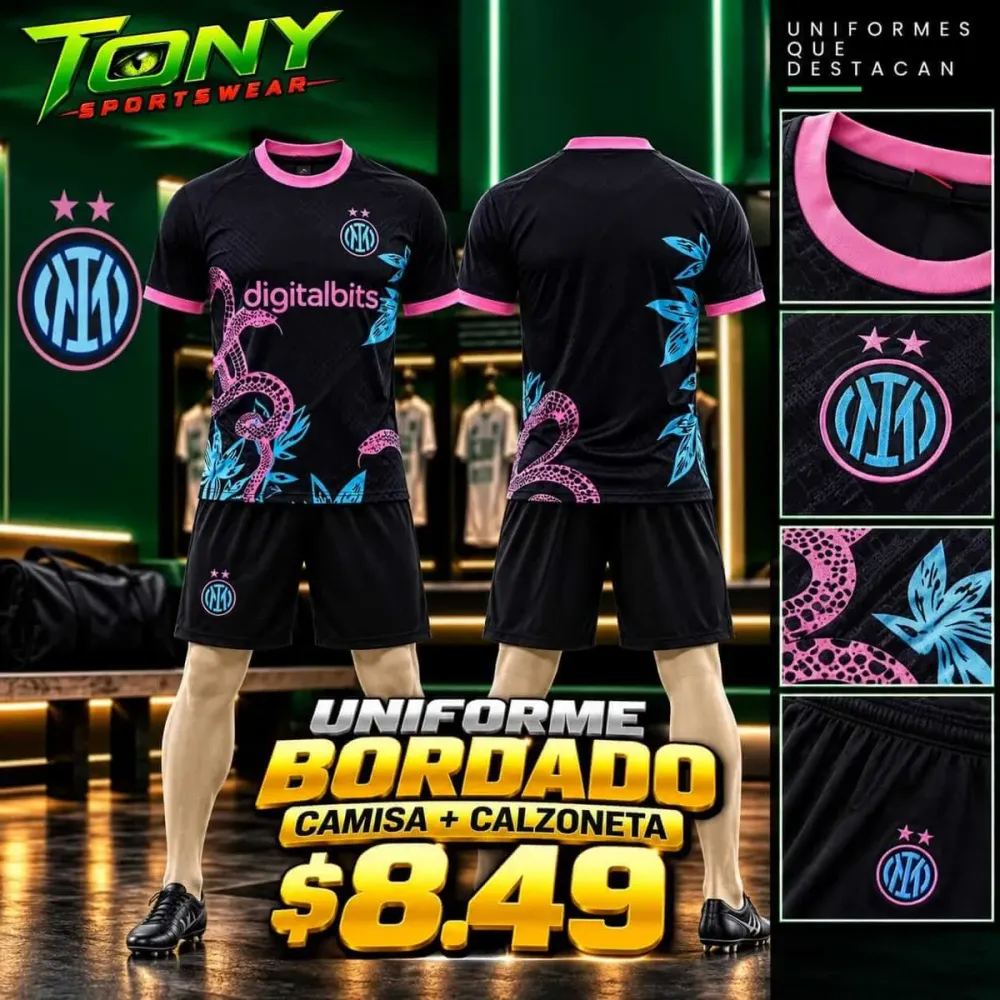 TONY
SPORTSWEAR
UNIFORMES
QUE
DESTACAN
digitalbits
UNIFORME
BORDADO
CAMISA + CALZONETA
$8.49